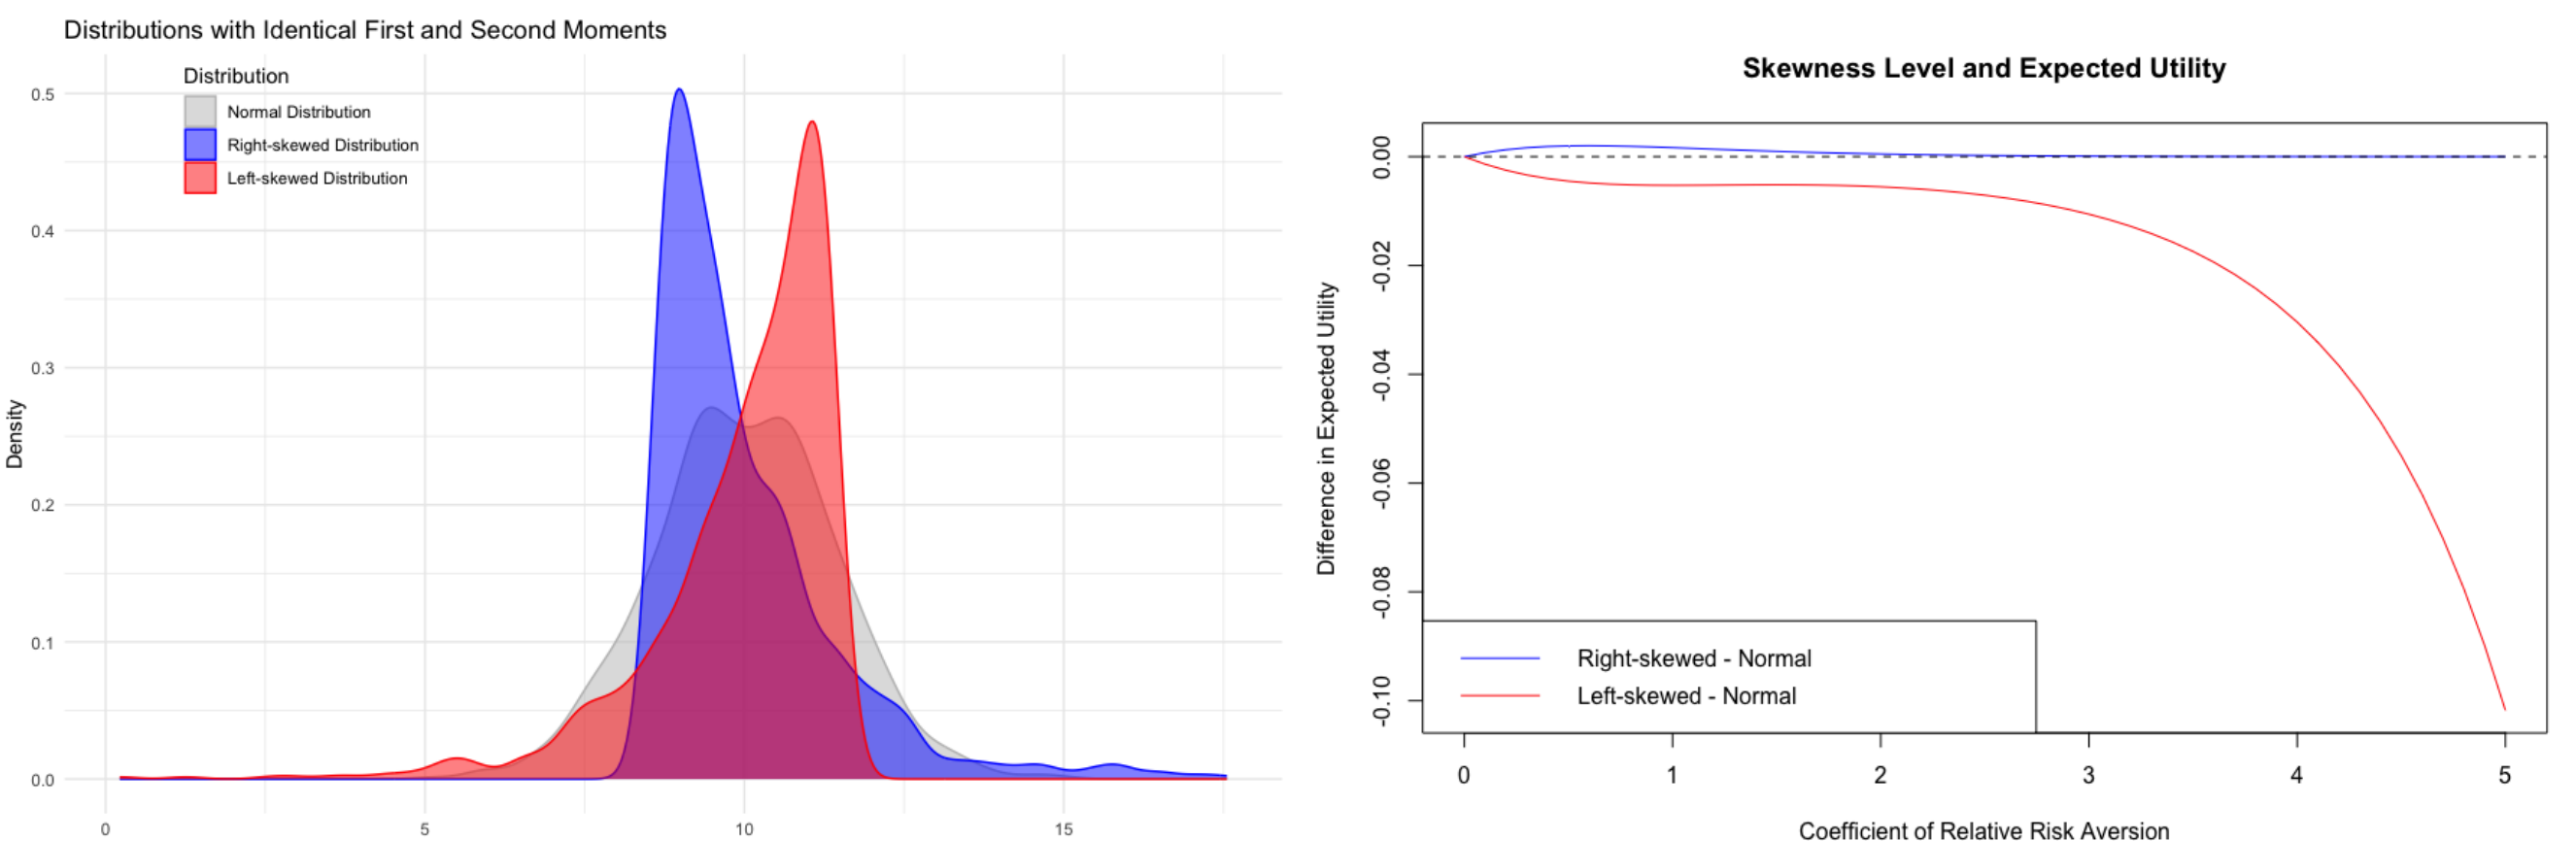 Distributions with Identical First and Second Moments
Distribution
Normal Distribution
Right-skewed Distribution
Left-skewed Distribution
Density
0.5
0.4
0.3
0.2
0.1
0.0
0
5
10
15
Skewness Level and Expected Utility
Difference in Expected Utility
0.00
-0.02
-0.04
-0.06
-0.08
-0.10
Right-skewed - Normal
Left-skewed - Normal
0
1
2
3
4
5
Coefficient of Relative Risk Aversion